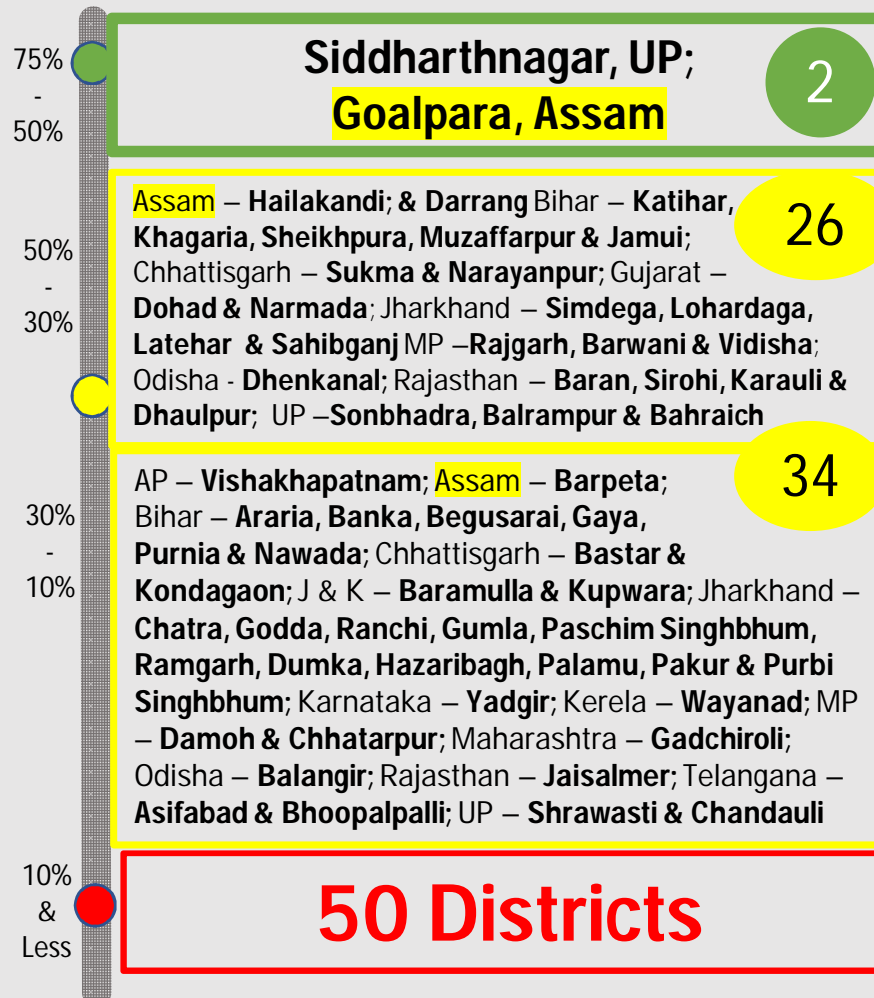 75%
-
50%
Siddharthnagar, UP;
Goalpara, Assam
2
50%
-
30%
Assam – Hailakandi; & Darrang Bihar – Katihar,
Khagaria, Sheikhpura, Muzaffarpur & Jamui;
Chhattisgarh – Sukma & Narayanpur; Gujarat –
Dohad & Narmada; Jharkhand – Simdega, Lohardaga,
Latehar & Sahibganj MP –Rajgarh, Barwani & Vidisha;
Odisha - Dhenkanal; Rajasthan – Baran, Sirohi, Karauli &
Dhaulpur; UP –Sonbhadra, Balrampur & Bahraich
26
30%
-
10%
AP – Vishakhapatnam; Assam – Barpeta;
Bihar – Araria, Banka, Begusarai, Gaya,
Purnia & Nawada; Chhattisgarh – Bastar &
Kondagaon; J & K – Baramulla & Kupwara; Jharkhand –
Chatra, Godda, Ranchi, Gumla, Paschim Singhbhum,
Ramgarh, Dumka, Hazaribagh, Palamu, Pakur & Purbi
Singhbhum; Karnataka – Yadgir; Kerela – Wayanad; MP
– Damoh & Chhatarpur; Maharashtra – Gadchiroli;
Odisha – Balangir; Rajasthan – Jaisalmer; Telangana –
Asifabad & Bhoopalpalli; UP – Shrawasti & Chandauli
34
10%
&
Less
50 Districts